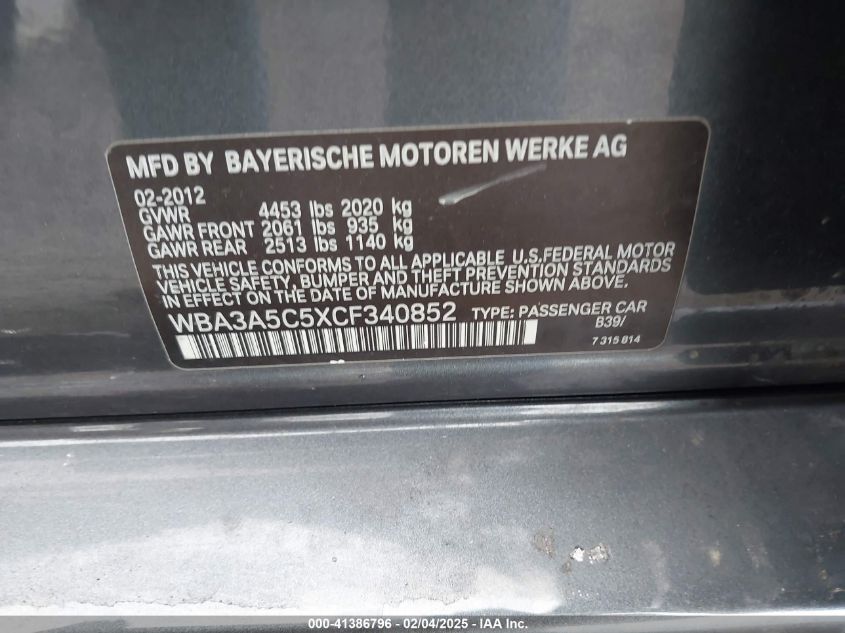 MFD BY BAYERISCHE MOTOREN WERKE AG
02-2012
GVWR 4453 lbs 2020 kg
GAWR FRONT 2061 lbs 935 kg
GAWR REAR 2513 lbs 1140 kg
THIS VEHICLE CONFORMS TO ALL APPLICABLE U.S.FEDERAL MOTOR
VEHICLE SAFETY, BUMPER AND THEFT PREVENTION STANDARDS
IN EFFECT ON THE DATE OF MANUFACTURE SHOWN ABOVE.
WBA3A5C5XCF340852 TYPE: PASSENGER CAR
B39/
7 315 814
000-41386796 - 02/04/2025 - IAA Inc.